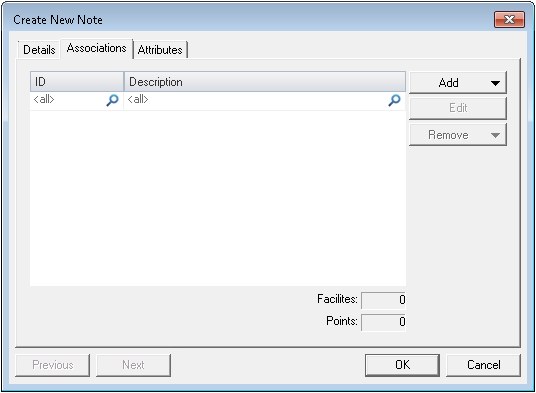 Create New Note
Details Associations Attributes
ID Description
<all> <all>
Add
Edit
Remove
Facilites: 0
Points: 0
Previous Next OK Cancel